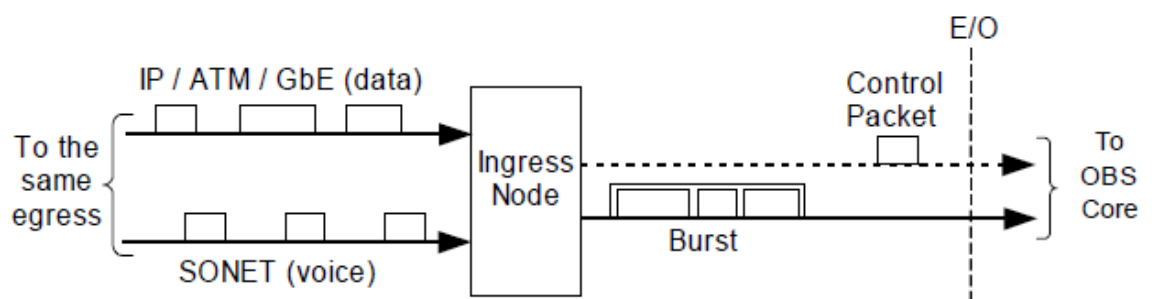 E/O
IP / ATM / GbE (data)
Control
Packet
To the
same
egress
Ingress
Node
To
OBS
Core
Burst
SONET (voice)